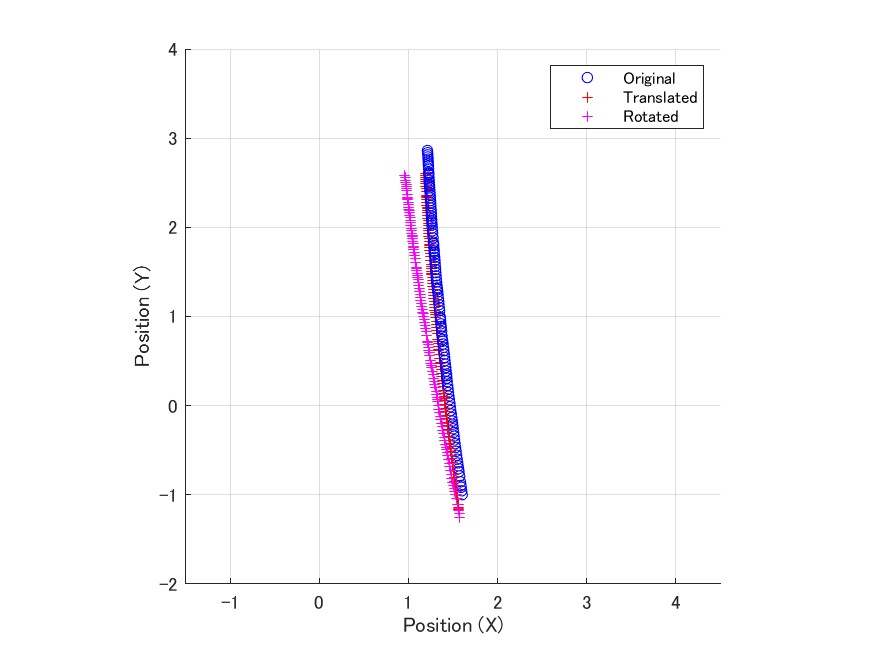 4
3
2
1
0
−1
−2
−1
0
1
2
3
4
Position (X)
Position (Y)
Original
Translated
Rotated